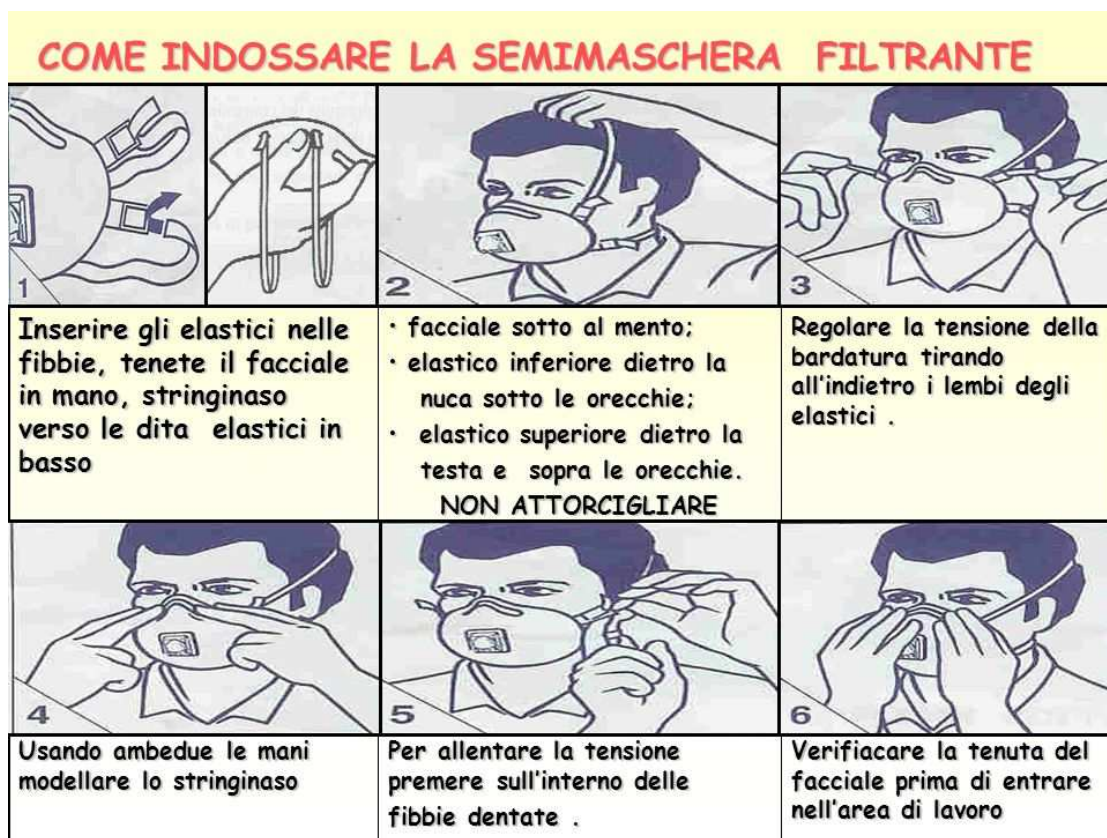 COME INDOSSARE LA SEMIMASCHERA FILTRANTE
1
Inserire gli elastici nelle
fibbie, tenete il facciale
in mano, stringinaso
verso le dita elastici in
basso
2
· facciale sotto al mento;
· elastico inferiore dietro la
nuca sotto le orecchie;
· elastico superiore dietro la
testa e sopra le orecchie.
NON ATTORCIGLIARE
3
Regolare la tensione della
bardatura tirando
all'indietro i lembi degli
elastici .
4
Usando ambedue le mani
modellare lo stringinaso
5
Per allentare la tensione
premere sull'interno delle
fibbie dentate .
6
Verifiacare la tenuta del
facciale prima di entrare
nell'area di lavoro